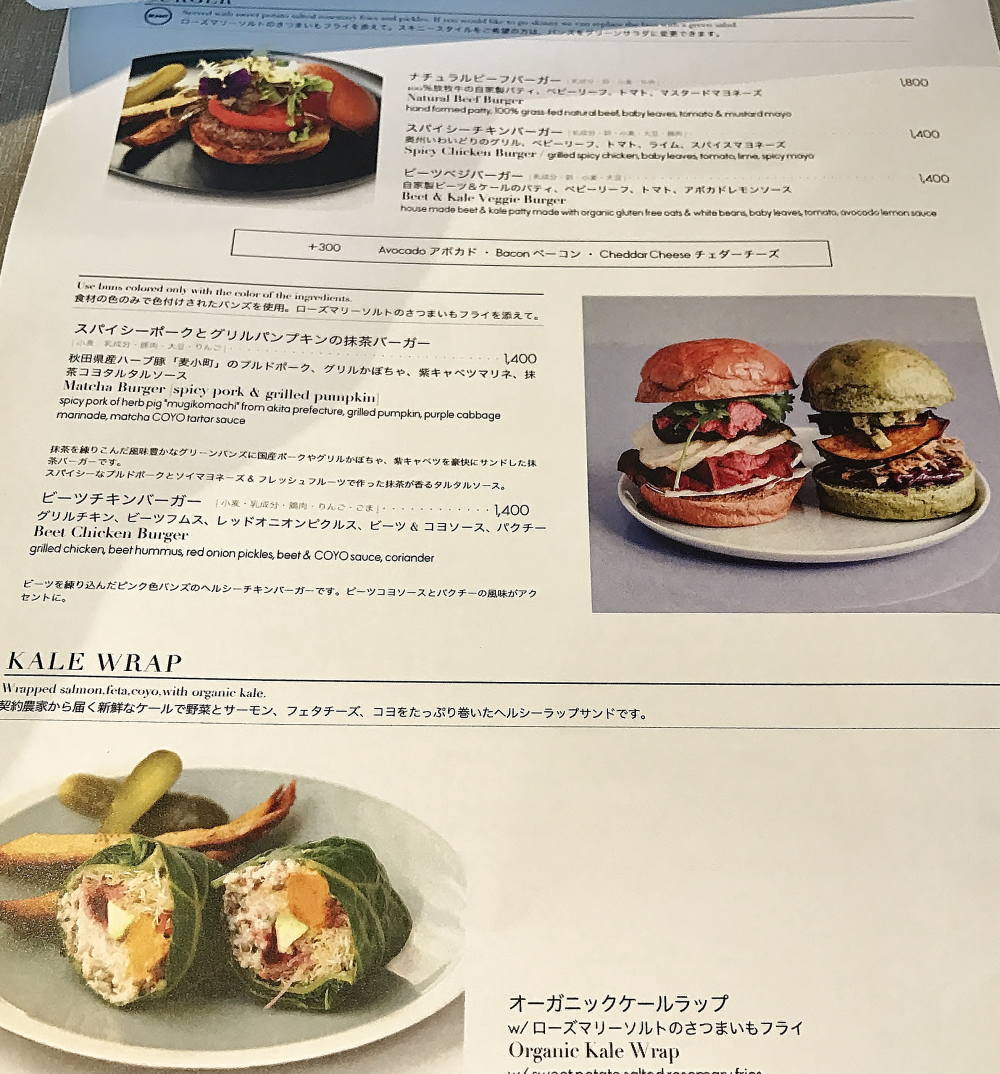 BURGER
Served with sweet potato salted rosemary fries and pickles. If you would like to go skinny we can replace the bun with a green salad.
ローズマリーソルトのさつまいもフライを添えて。スキニースタイルをご希望の方は、バンズをグリーンサラダに変更できます。
ナチュラルビーフバーガー 1,800
100%放牧牛の自家製パティ、ベビーリーフ、トマト、マスタードマヨネーズ
Natural Beef Burger
hand formed patty, 100% grass-fed natural beef, baby leaves, tomato & mustard mayo
スパイシーチキンバーガー [乳成分・卵・小麦・大豆・鶏肉] 1,400
奥州いわいどりのグリル、ベビーリーフ、トマト、ライム、スパイスマヨネーズ
Spicy Chicken Burger / grilled spicy chicken, baby leaves, tomato, lime, spicy mayo
ビーツベジバーガー [乳成分・卵・小麦・大豆] 1,400
自家製ビーツ&ケールのパティ、ベビーリーフ、トマト、アボカドレモンソース
Beet & Kale Veggie Burger
house made beet & kale patty made with organic gluten free oats & white beans, baby leaves, tomato, avocado lemon sauce
+300 Avocado アボカド ・ Bacon ベーコン ・ Cheddar Cheese チェダーチーズ
Use buns colored only with the color of the ingredients.
食材の色のみで色付けされたバンズを使用。ローズマリーソルトのさつまいもフライを添えて。
スパイシーポークとグリルパンプキンの抹茶バーガー
[小麦・乳成分・豚肉・大豆・りんご] 1,400
秋田県産ハーブ豚「麦小町」のプルドポーク、グリルかぼちゃ、紫キャベツマリネ、抹
茶コヨタルタルソース
Matcha Burger [spicy pork & grilled pumpkin]
spicy pork of herb pig "mugikomachi" from akita prefecture, grilled pumpkin, purple cabbage
marinade, matcha COYO tartar sauce
抹茶を練りこんだ風味豊かなグリーンバンズに国産ポークやグリルかぼちゃ、紫キャベツを豪快にサンドした抹
茶バーガーです。
スパイシーなプルドポークとソイマヨネーズ & フレッシュフルーツで作った抹茶が香るタルタルソース。
ビーツチキンバーガー [小麦・乳成分・鶏肉・りんご・ごま] 1,400
グリルチキン、ビーツフムス、レッドオニオンピクルス、ビーツ & コヨソース、パクチー
Beet Chicken Burger
grilled chicken, beet hummus, red onion pickles, beet & COYO sauce, coriander
ビーツを練り込んだピンク色バンズのヘルシーチキンバーガーです。ビーツコヨソースとパクチーの風味がアク
セントに。
KALE WRAP
Wrapped salmon,feta,coyo,with organic kale.
契約農家から届く新鮮なケールで野菜とサーモン、フェタチーズ、コヨをたっぷり巻いたヘルシーラップサンドです。
オーガニックケールラップ
w/ ローズマリーソルトのさつまいもフライ
Organic Kale Wrap
w/ sweet potato salted rosemary fries